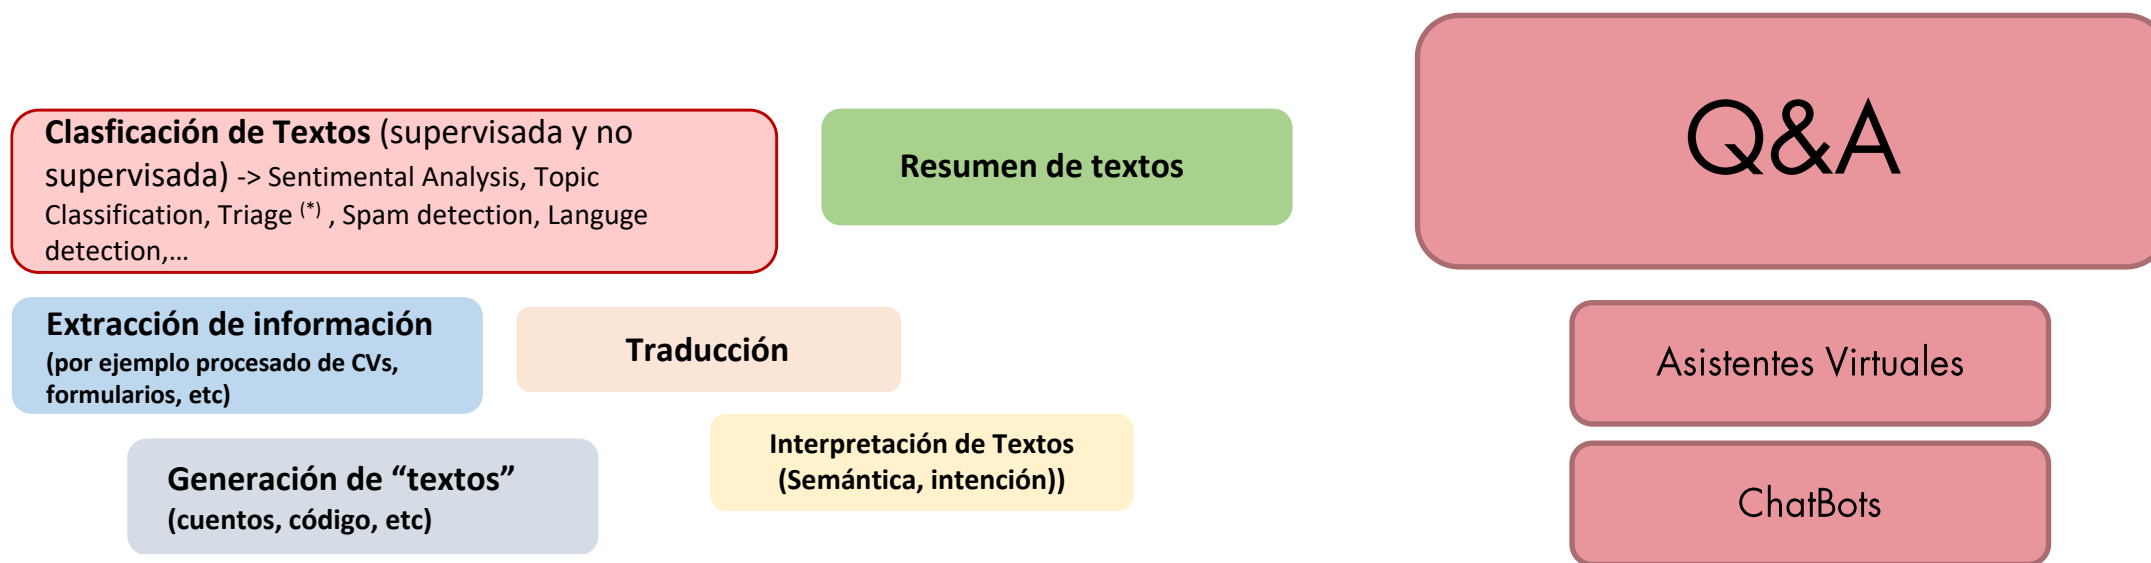 Clasficación de Textos (supervisada y no
supervisada) -> Sentimental Analysis, Topic
Classification, Triage (*) , Spam detection, Languge
detection,...
Resumen de textos
Q&A
Extracción de información
(por ejemplo procesado de CVs,
formularios, etc)
Traducción
Asistentes Virtuales
Generación de “textos”
(cuentos, código, etc)
Interpretación de Textos
(Semántica, intención))
ChatBots